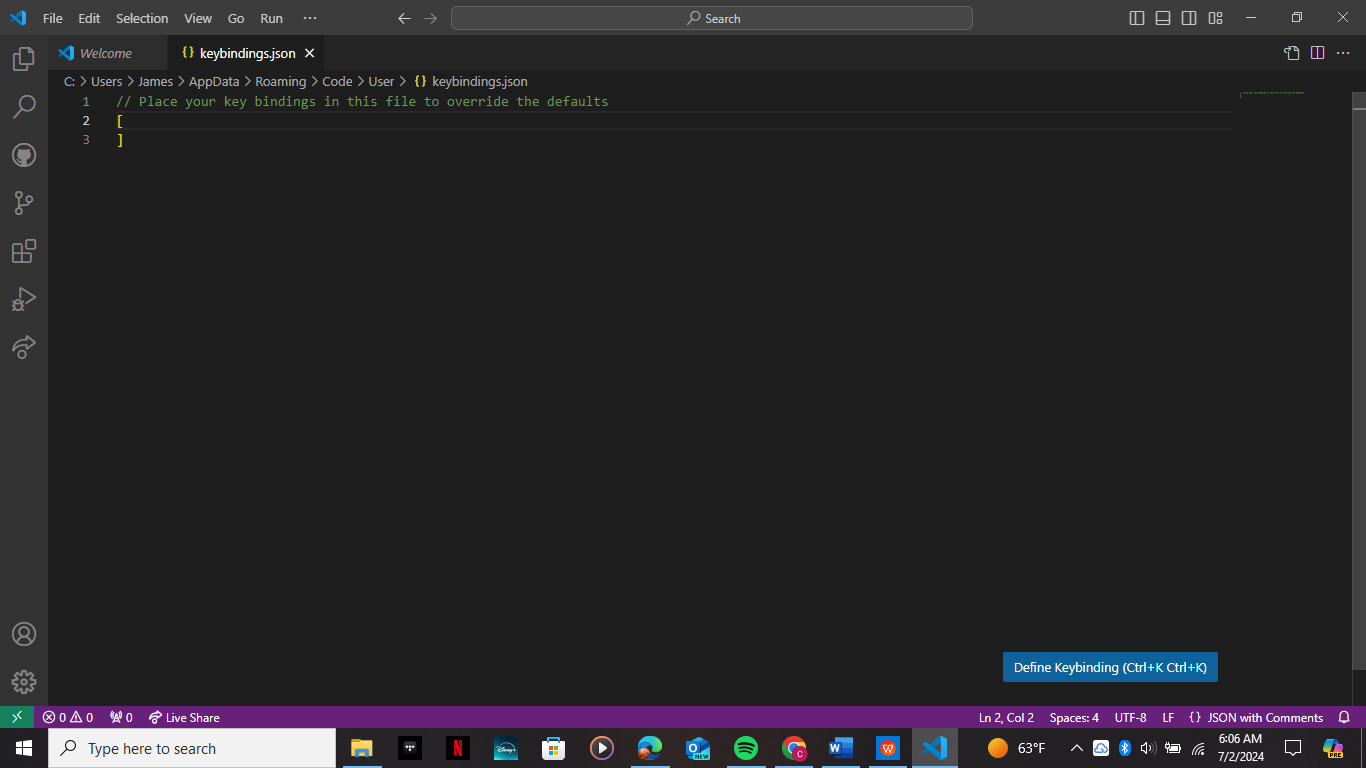 File Edit Selection View Go Run ···
Search
Welcome
{} keybindings.json
C: > Users > James > AppData > Roaming > Code > User > {} keybindings.json
1 // Place your key bindings in this file to override the defaults
2 [
3 ]
Define Keybinding (Ctrl+K Ctrl+K)
0 0 0 Live Share Ln 2, Col 2 Spaces: 4 UTF-8 LF {} JSON with Comments
Type here to search
Disney+
NEW
C
W
W
63°F
6:06 AM
7/2/2024
PRE